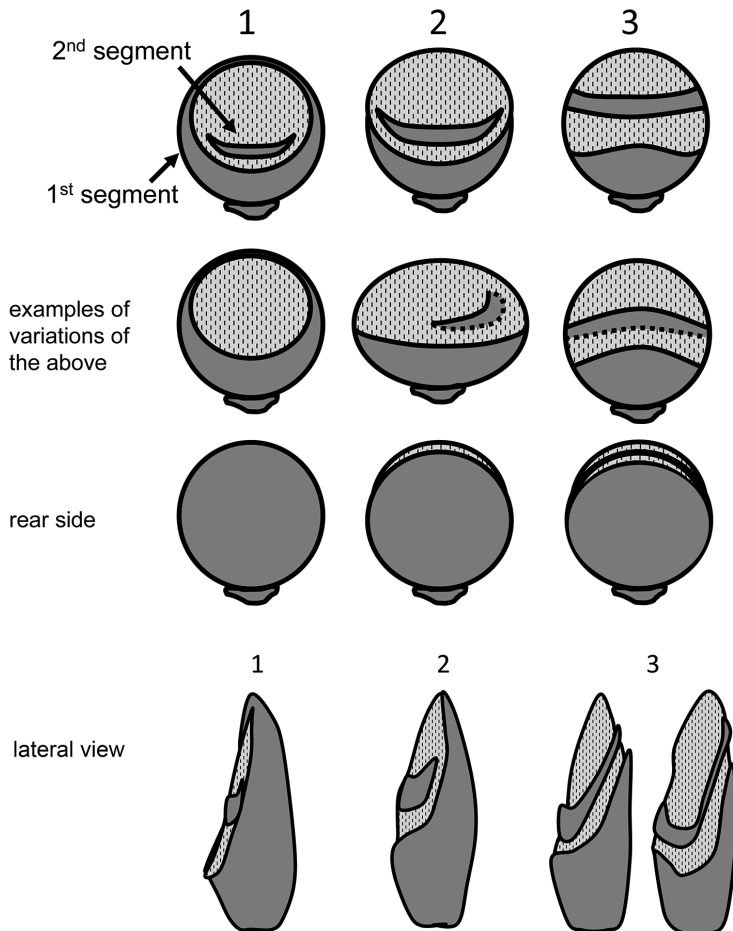 1 2 3
2nd segment
1st segment
examples of
variations of
the above
rear side
1 2 3
lateral view